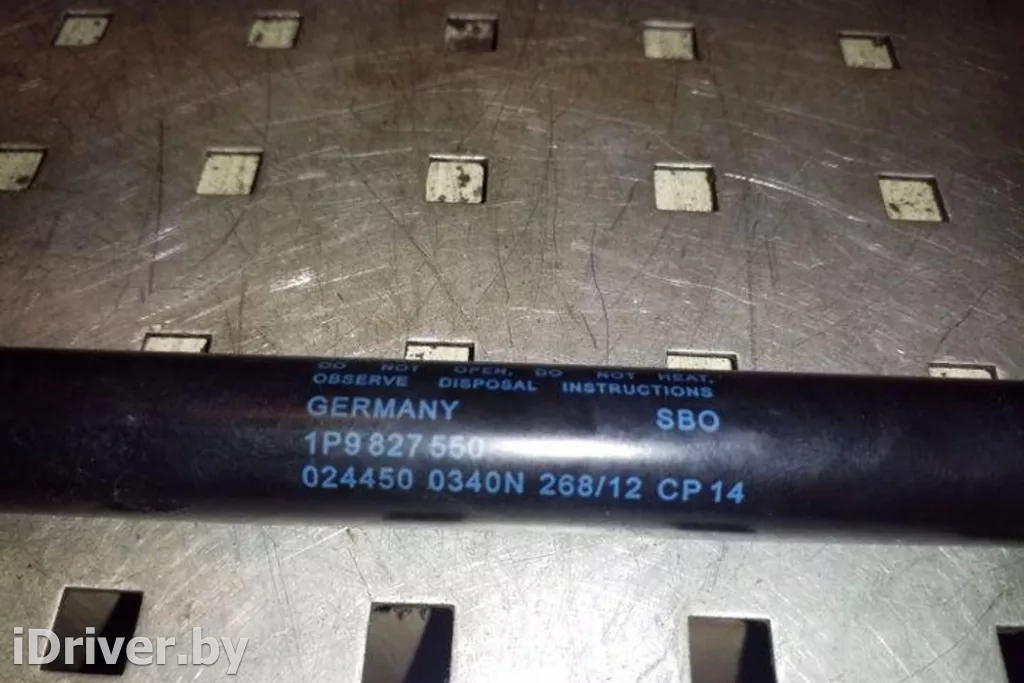 DO NOT OPEN, DO NOT HEAT.
OBSERVE DISPOSAL INSTRUCTIONS
GERMANY SBO
1P9 827 550
024450 0340N 268/12 CP 14
iDriver.by